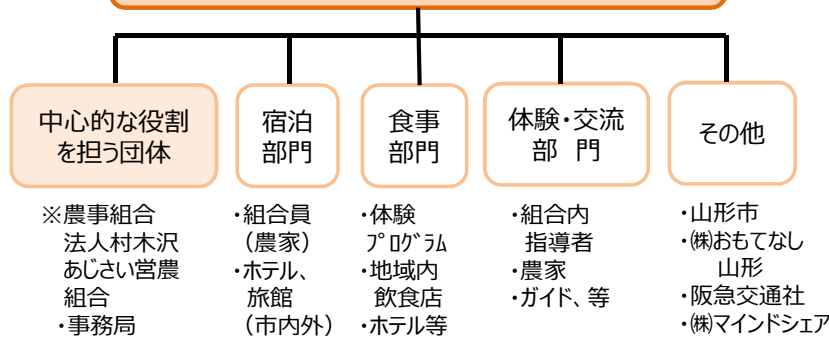 中心的な役割
を担う団体
※農事組合
法人村木沢
あじさい営農
組合
・事務局
宿泊
部門
・組合員
(農家)
・ホテル、
旅館
(市内外)
食事
部門
・体験
ﾌﾟﾛｸﾞﾗﾑ
・地域内
飲食店
・ホテル等
体験・交流
部 門
・組合内
指導者
・農家
・ガイド、等
その他
・山形市
・㈱おもてなし
山形
・阪急交通社
・㈱マインドシェア